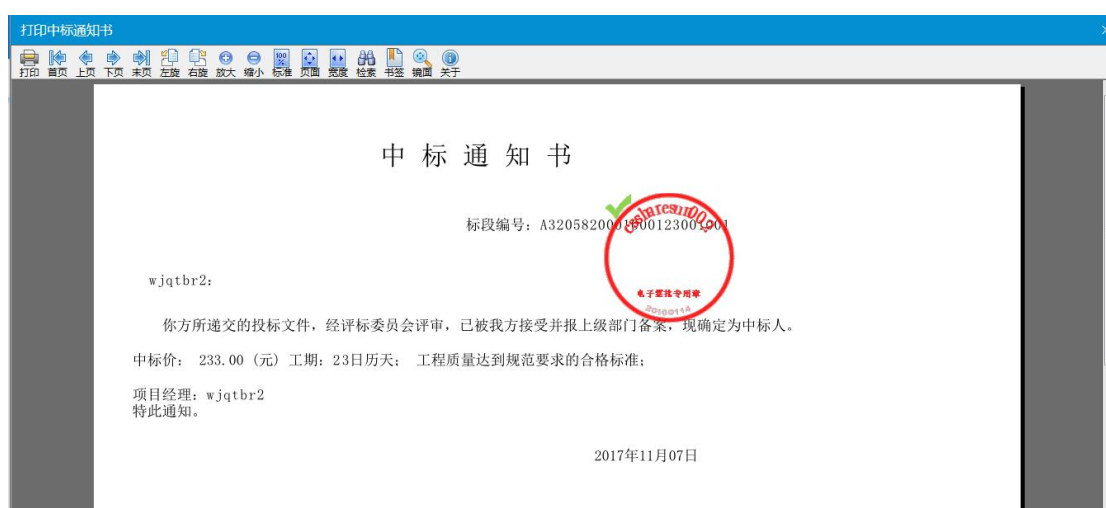 打印中标通知书
打印 首页 上页 下页 末页 左旋 右旋 放大 缩小 标准 页面 宽度 检索 书签 镜面 关于
中 标 通 知 书
标段编号：A3205820001000123001001
wjqtbr2：
电子签批专用章
20100114
你方所递交的投标文件，经评标委员会评审，已被我方接受并报上级部门备案，现确定为中标人。
中标价： 233.00 (元) 工期：23日历天； 工程质量达到规范要求的合格标准；
项目经理：wjqtbr2
特此通知。
2017年11月07日